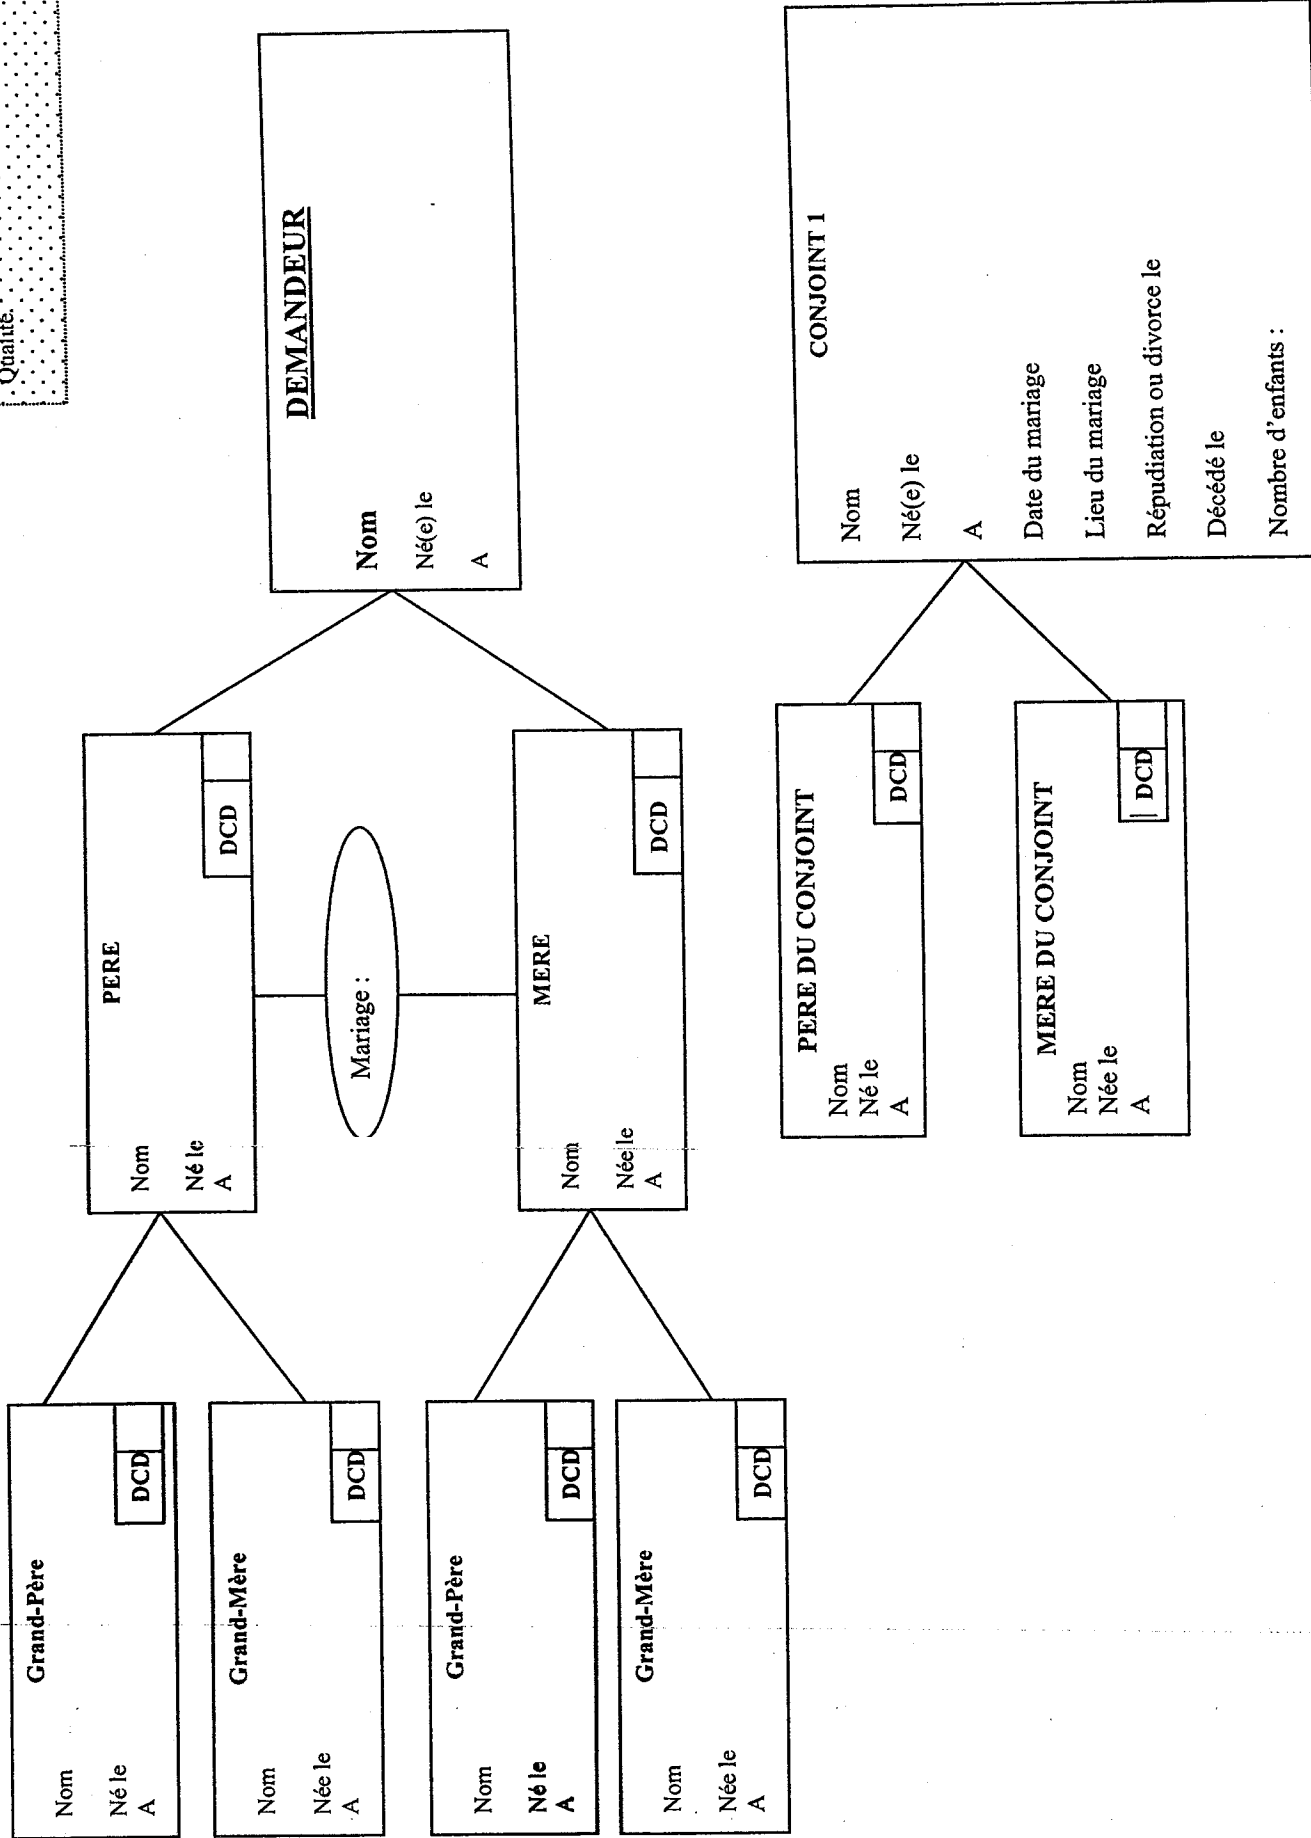 Qualité.
Grand-Père
Nom
Né le
A
DCD
Grand-Mère
Nom
Née le
A
DCD
Grand-Père
Nom
Né le
A
DCD
Grand-Mère
Nom
Née le
A
DCD
PERE
Nom
Né le
A
DCD
Mariage :
MERE
Nom
Née le
A
DCD
DEMANDEUR
Nom
Né(e) le
A
PERE DU CONJOINT
Nom
Né le
A
DCD
MERE DU CONJOINT
Nom
Née le
A
DCD
CONJOINT 1
Nom
Né(e) le
A
Date du mariage
Lieu du mariage
Répudiation ou divorce le
Décédé le
Nombre d'enfants :